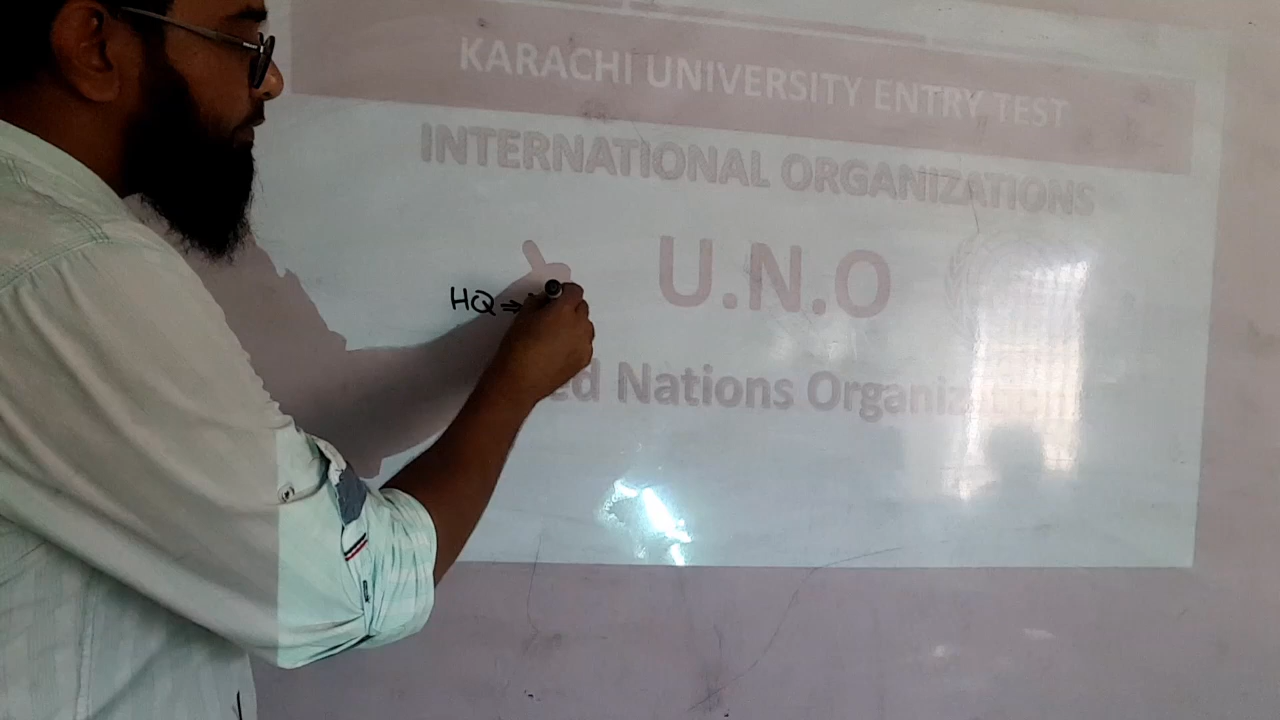 KARACHI UNIVERSITY ENTRY TEST
INTERNATIONAL ORGANIZATIONS
U.N.O
HQ ⇒
Nations